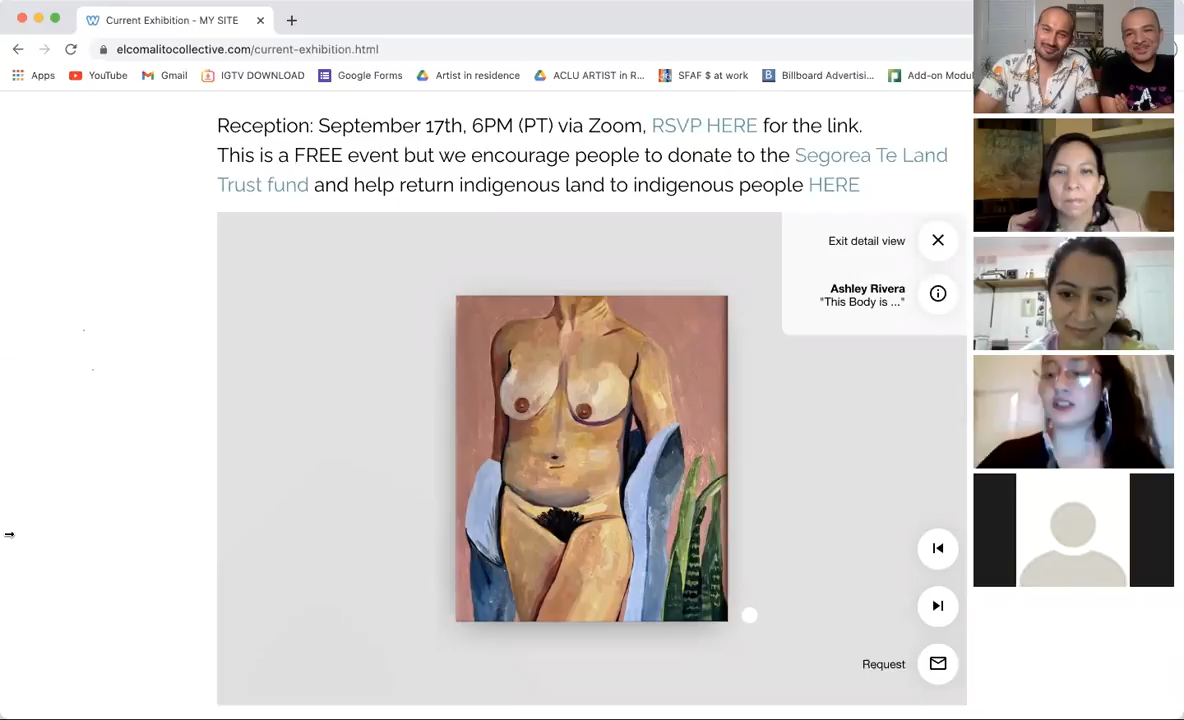 Current Exhibition - MY SITE
elcomalitocollective.com/current-exhibition.html
Apps YouTube Gmail IGTV DOWNLOAD Google Forms Artist in residence ACLU ARTIST in R... SFAF $ at work Billboard Advertisi... Add-on Modul
Reception: September 17th, 6PM (PT) via Zoom, RSVP HERE for the link.
This is a FREE event but we encourage people to donate to the Segorea Te Land
Trust fund and help return indigenous land to indigenous people HERE
Exit detail view
Ashley Rivera
"This Body is ..."
Request